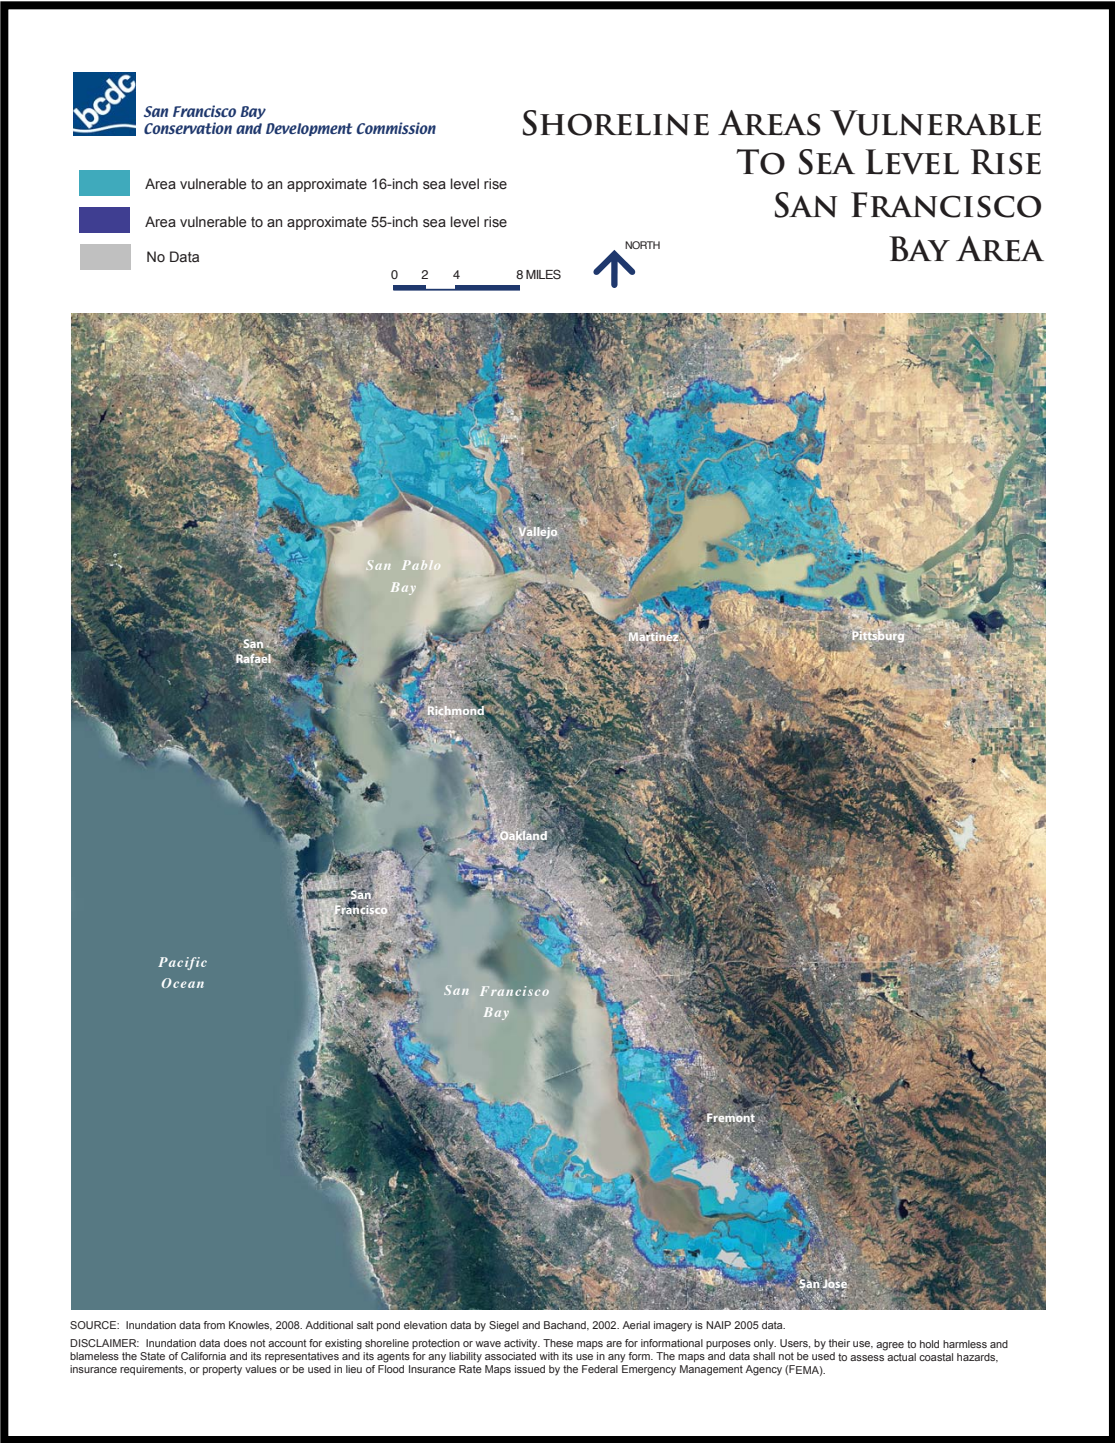 bcdc
San Francisco Bay
Conservation and Development Commission
SHORELINE AREAS VULNERABLE
TO SEA LEVEL RISE
SAN FRANCISCO
BAY AREA
Area vulnerable to an approximate 16-inch sea level rise
Area vulnerable to an approximate 55-inch sea level rise
No Data
0 2 4 8 MILES
NORTH
Vallejo
San Pablo
Bay
Martinez
Pittsburg
San
Rafael
Richmond
Oakland
San
Francisco
Pacific
Ocean
San Francisco
Bay
Fremont
San Jose
SOURCE: Inundation data from Knowles, 2008. Additional salt pond elevation data by Siegel and Bachand, 2002. Aerial imagery is NAIP 2005 data.
DISCLAIMER: Inundation data does not account for existing shoreline protection or wave activity. These maps are for informational purposes only. Users, by their use, agree to hold harmless and
blameless the State of California and its representatives and its agents for any liability associated with its use in any form. The maps and data shall not be used to assess actual coastal hazards,
insurance requirements, or property values or be used in lieu of Flood Insurance Rate Maps issued by the Federal Emergency Management Agency (FEMA).